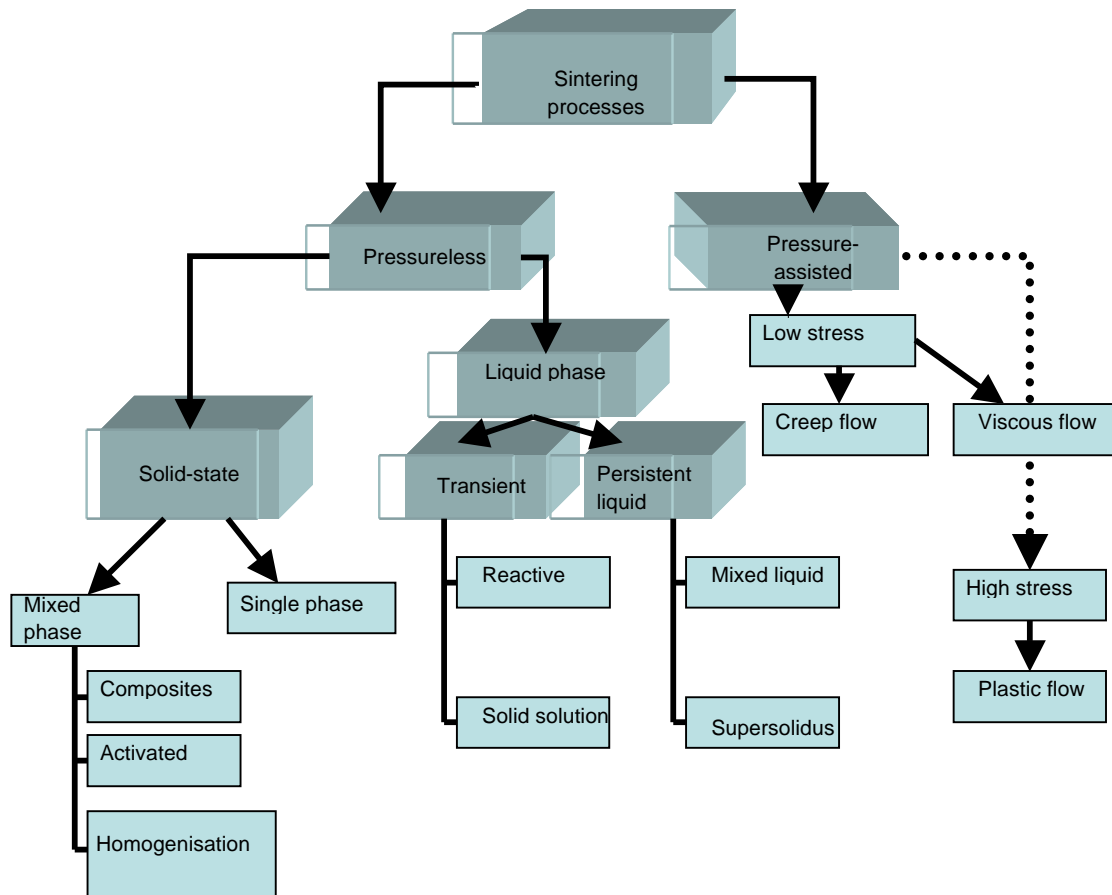 Sintering
processes
Pressureless
Pressure-
assisted
Low stress
Liquid phase
Creep flow
Viscous flow
Solid-state
Transient
Persistent
liquid
Reactive
Mixed liquid
High stress
Mixed
phase
Single phase
Composites
Solid solution
Supersolidus
Plastic flow
Activated
Homogenisation